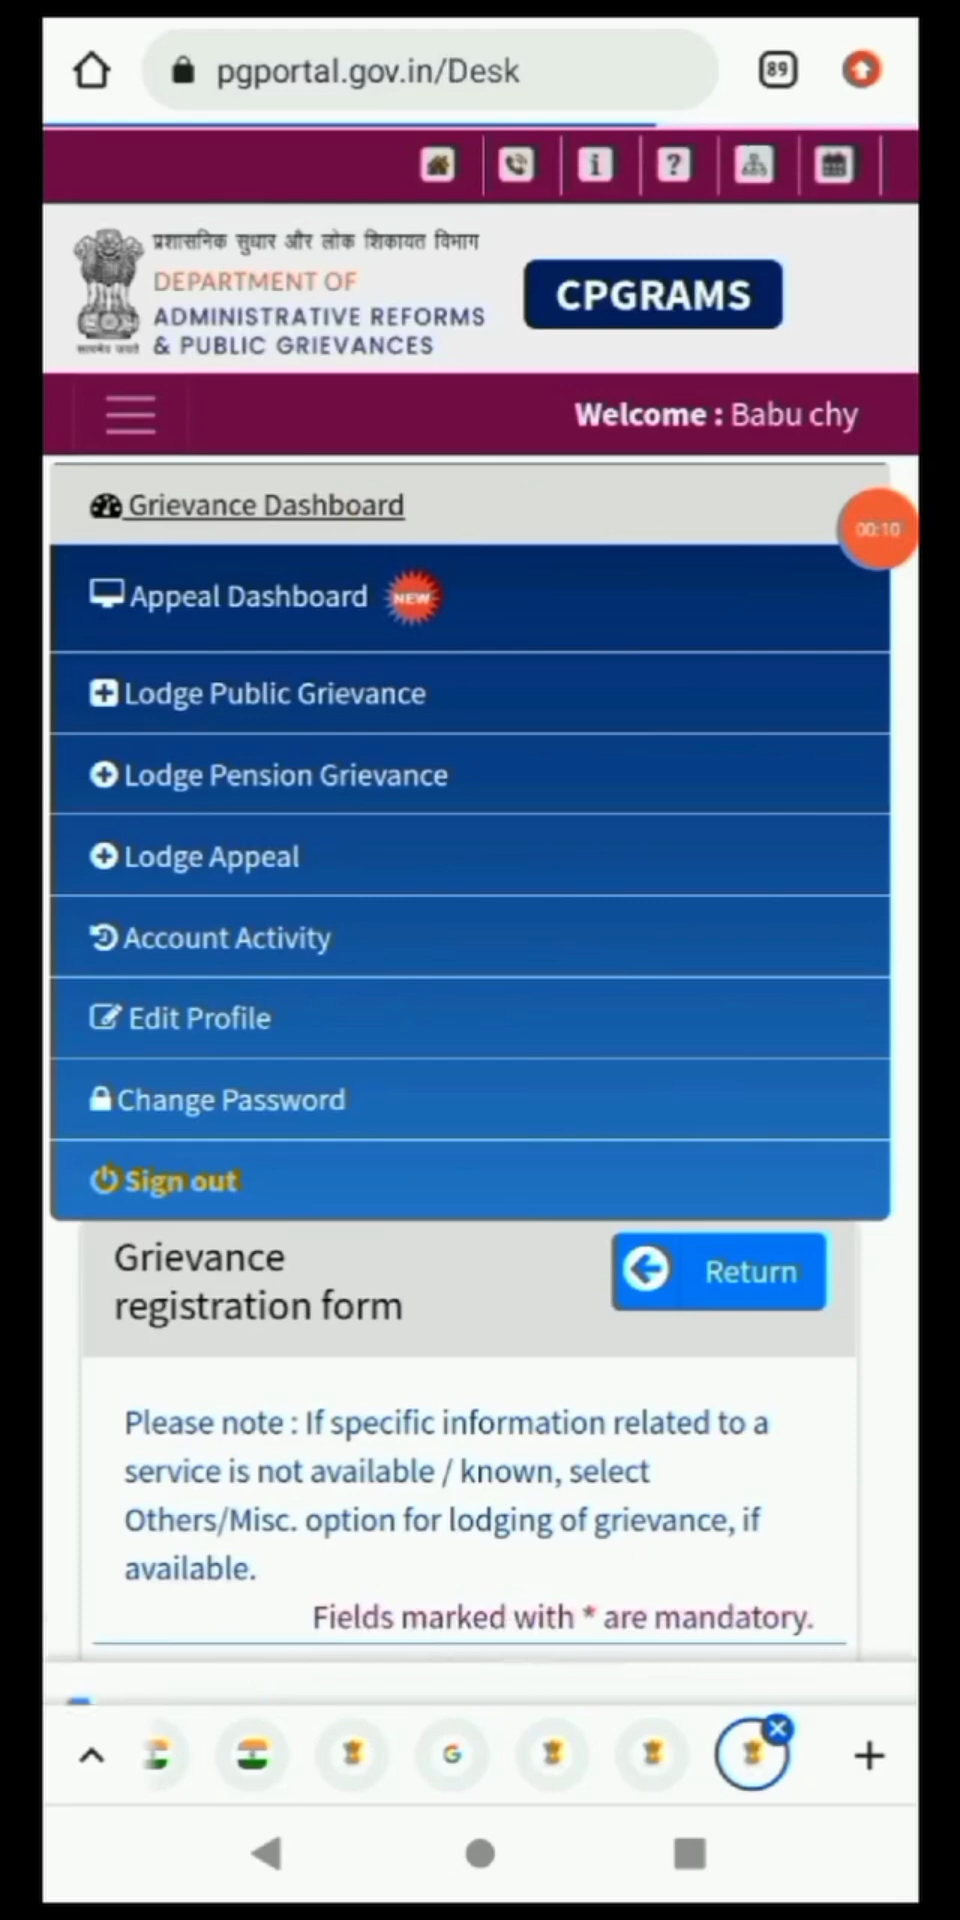 pgportal.gov.in/Desk
89
प्रशासनिक सुधार और लोक शिकायत विभाग
DEPARTMENT OF
ADMINISTRATIVE REFORMS
& PUBLIC GRIEVANCES
CPGRAMS
Welcome : Babu chy
Grievance Dashboard
00:10
Appeal Dashboard NEW
Lodge Public Grievance
Lodge Pension Grievance
Lodge Appeal
Account Activity
Edit Profile
Change Password
Sign out
Grievance
registration form
Return
Please note : If specific information related to a
service is not available / known, select
Others/Misc. option for lodging of grievance, if
available.
Fields marked with * are mandatory.